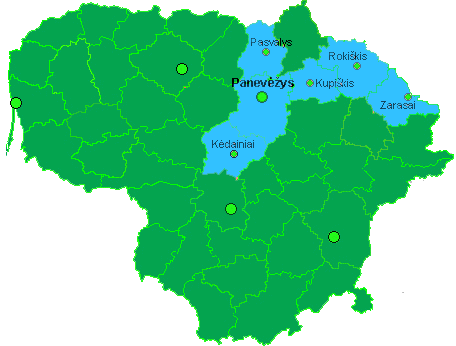 Pasvalys
Rokiškis
Panevėžys
Kupiškis
Zarasai
Kėdainiai